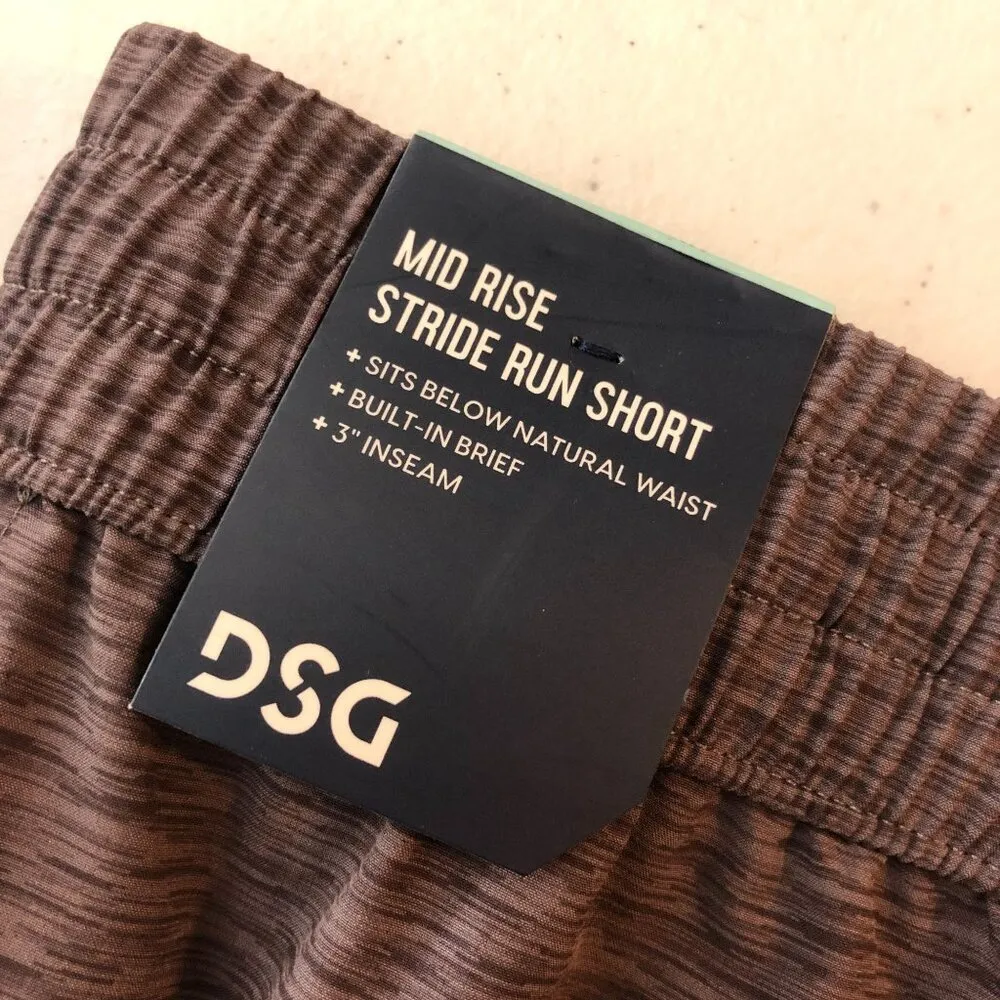 MID RISE
STRIDE RUN SHORT
+ SITS BELOW NATURAL WAIST
+ BUILT-IN BRIEF
+ 3" INSEAM
DSG